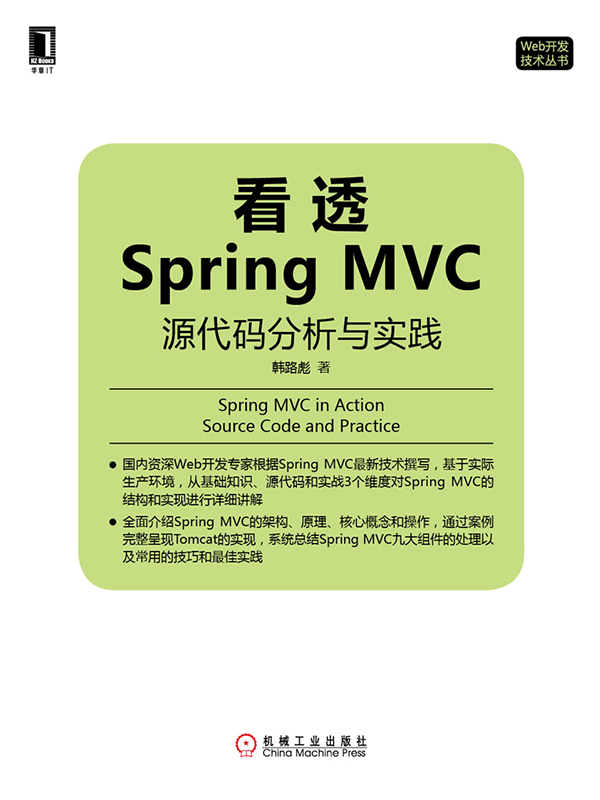 HZ BOOKS
华章IT
Web开发
技术丛书
看透
Spring MVC
源代码分析与实践
韩路彪 著
Spring MVC in Action
Source Code and Practice
● 国内资深Web开发专家根据Spring MVC最新技术撰写，基于实际
生产环境，从基础知识、源代码和实战3个维度对Spring MVC的
结构和实现进行详细讲解
● 全面介绍Spring MVC的架构、原理、核心概念和操作，通过案例
完整呈现Tomcat的实现，系统总结Spring MVC九大组件的处理以
及常用的技巧和最佳实践
机械工业出版社
China Machine Press